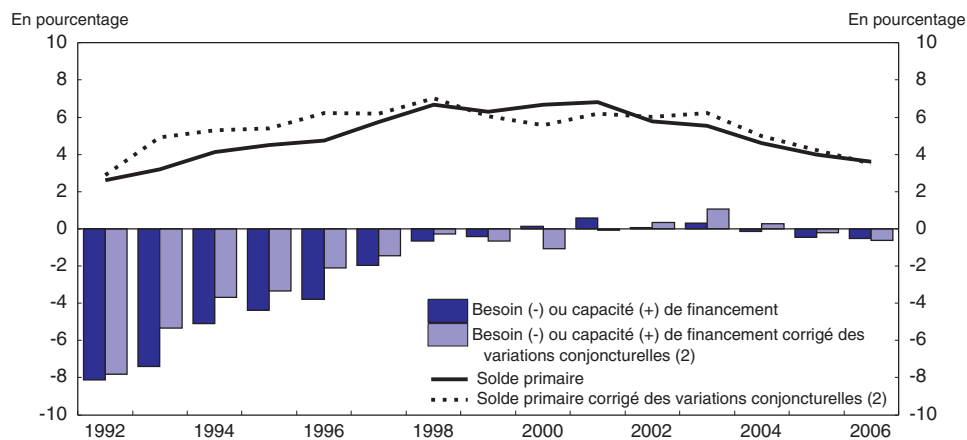 En pourcentage En pourcentage
10 10
8 8
6 6
4 4
2 2
0 0
-2 -2
-4 -4
-6 -6
-8 -8
-10 -10
Besoin (-) ou capacité (+) de financement
Besoin (-) ou capacité (+) de financement corrigé des
variations conjoncturelles (2)
Solde primaire
Solde primaire corrigé des variations conjoncturelles (2)
1992 1994 1996 1998 2000 2002 2004 2006